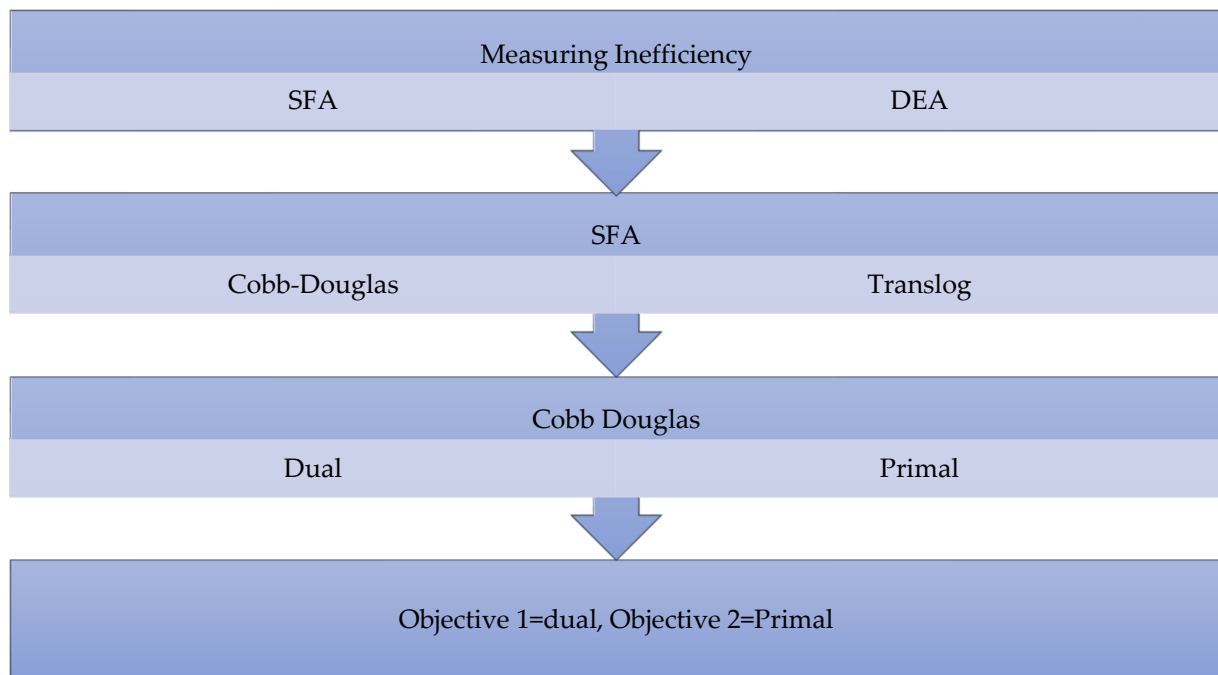 Measuring Inefficiency
SFA
DEA
SFA
Cobb-Douglas
Translog
Cobb Douglas
Dual
Primal
Objective 1=dual, Objective 2=Primal